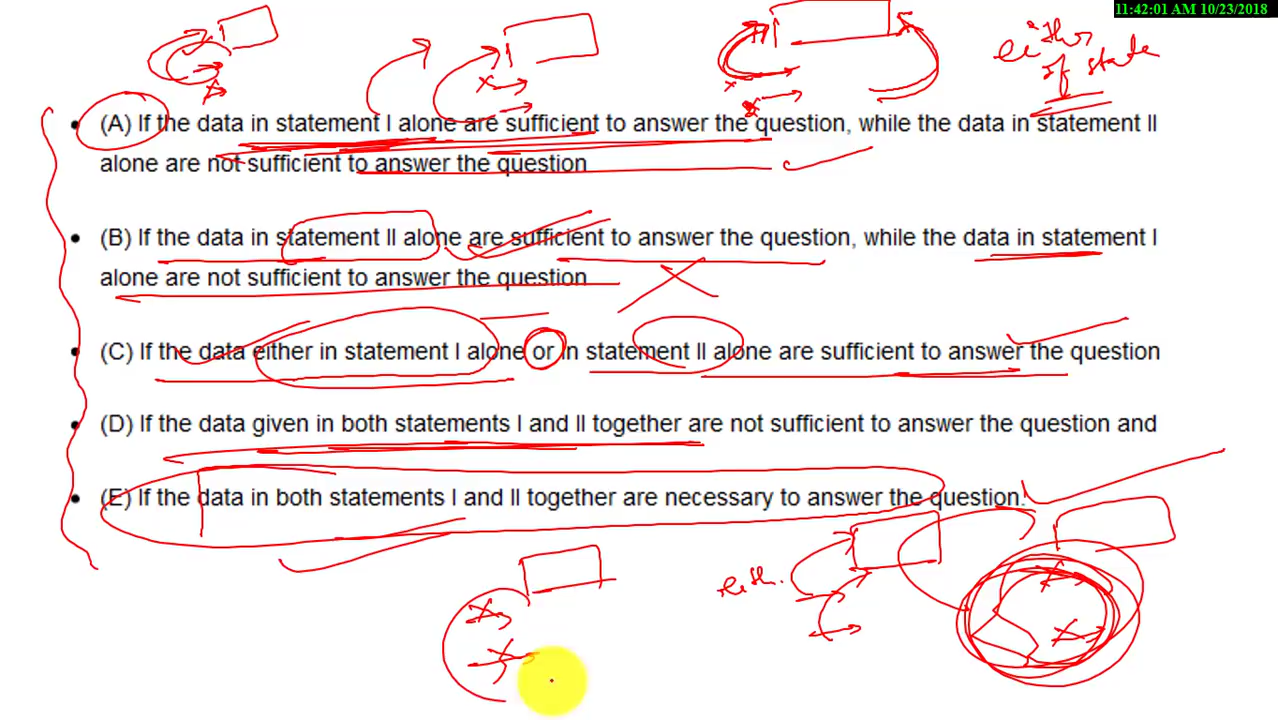 11:42:01 AM 10/23/2018
either
of state
• (A) If the data in statement I alone are sufficient to answer the question, while the data in statement II
alone are not sufficient to answer the question
• (B) If the data in statement II alone are sufficient to answer the question, while the data in statement I
alone are not sufficient to answer the question
• (C) If the data either in statement I alone or in statement II alone are sufficient to answer the question
• (D) If the data given in both statements I and II together are not sufficient to answer the question and
• (E) If the data in both statements I and II together are necessary to answer the question.
eith.